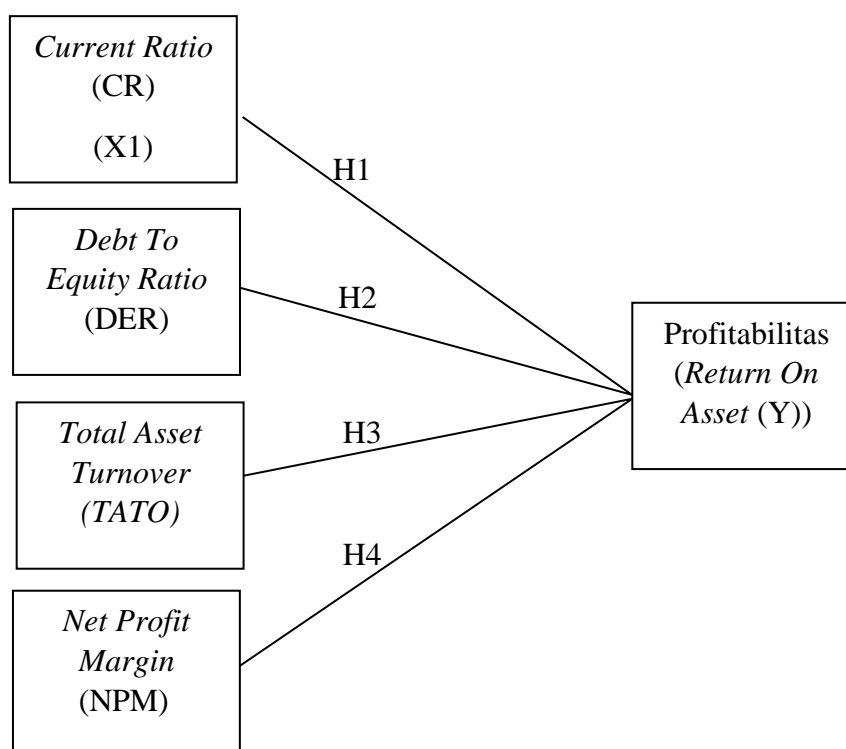 Current Ratio
(CR)
(X1)
H1
Debt To
Equity Ratio
(DER)
H2
Profitabilitas
(Return On
Asset (Y))
Total Asset
Turnover
(TATO)
H3
H4
Net Profit
Margin
(NPM)